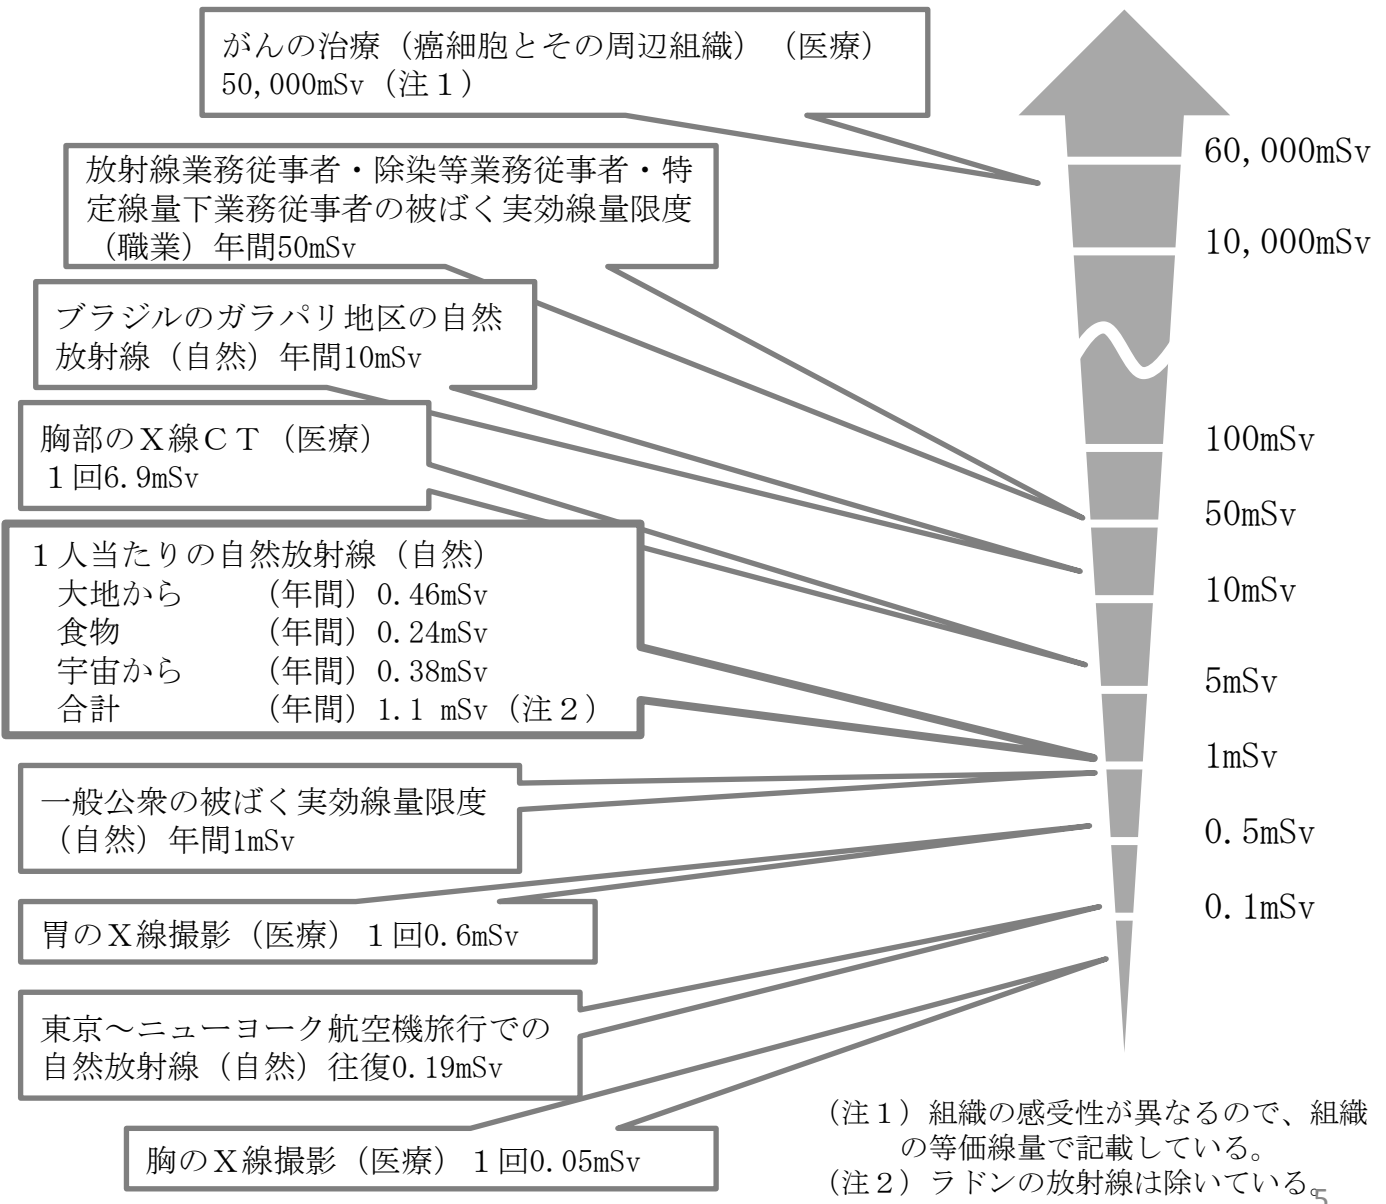 がんの治療（癌細胞とその周辺組織）（医療）
50,000mSv（注１）
放射線業務従事者・除染等業務従事者・特
定線量下業務従事者の被ばく実効線量限度
（職業）年間50mSv
ブラジルのガラパリ地区の自然
放射線（自然）年間10mSv
胸部のＸ線ＣＴ（医療）
１回6.9mSv
１人当たりの自然放射線（自然）
大地から （年間）0.46mSv
食物 （年間）0.24mSv
宇宙から （年間）0.38mSv
合計 （年間）1.1 mSv（注２）
一般公衆の被ばく実効線量限度
（自然）年間1mSv
胃のＸ線撮影（医療）１回0.6mSv
東京～ニューヨーク航空機旅行での
自然放射線（自然）往復0.19mSv
胸のＸ線撮影（医療）１回0.05mSv
60,000mSv
10,000mSv
100mSv
50mSv
10mSv
5mSv
1mSv
0.5mSv
0.1mSv
（注１）組織の感受性が異なるので、組織
の等価線量で記載している。
（注２）ラドンの放射線は除いている。
5